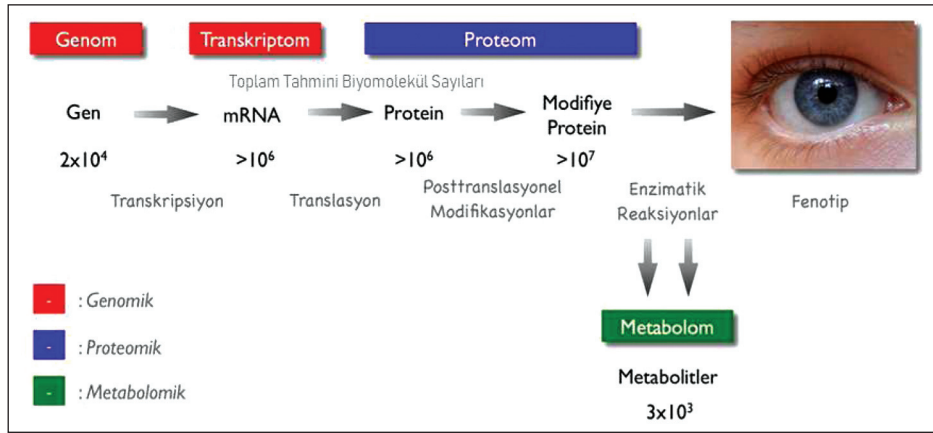 Genom
Transkriptom
Proteom
Toplam Tahmini Biyomolekül Sayıları
Gen
mRNA
Protein
Modifiye
Protein
2x10⁴
>10⁶
>10⁶
>10⁷
Transkripsiyon
Translasyon
Posttranslasyonel
Modifikasyonlar
Enzimatik
Reaksiyonlar
Fenotip
- : Genomik
- : Proteomik
- : Metabolomik
Metabolom
Metabolitler
3x10³